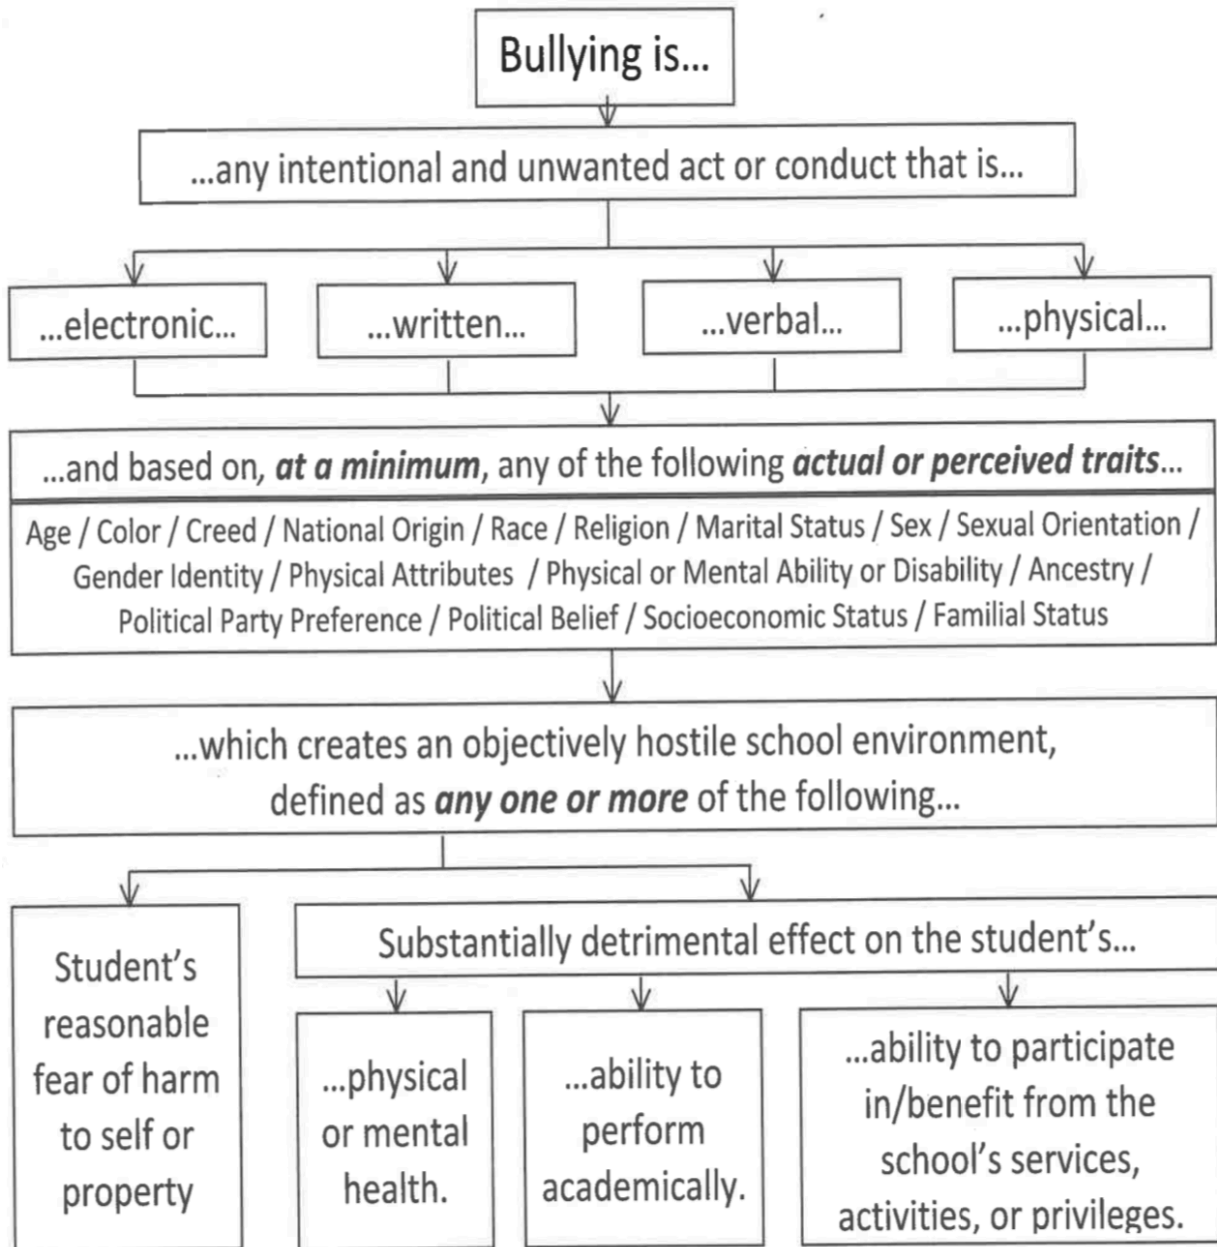 Bullying is...
...any intentional and unwanted act or conduct that is...
...electronic...
...written...
...verbal...
...physical...
...and based on, at a minimum, any of the following actual or perceived traits...
Age / Color / Creed / National Origin / Race / Religion / Marital Status / Sex / Sexual Orientation /
Gender Identity / Physical Attributes / Physical or Mental Ability or Disability / Ancestry /
Political Party Preference / Political Belief / Socioeconomic Status / Familial Status
...which creates an objectively hostile school environment,
defined as any one or more of the following...
Student's
reasonable
fear of harm
to self or
property
Substantially detrimental effect on the student's...
...physical
or mental
health.
...ability to
perform
academically.
...ability to participate
in/benefit from the
school's services,
activities, or privileges.